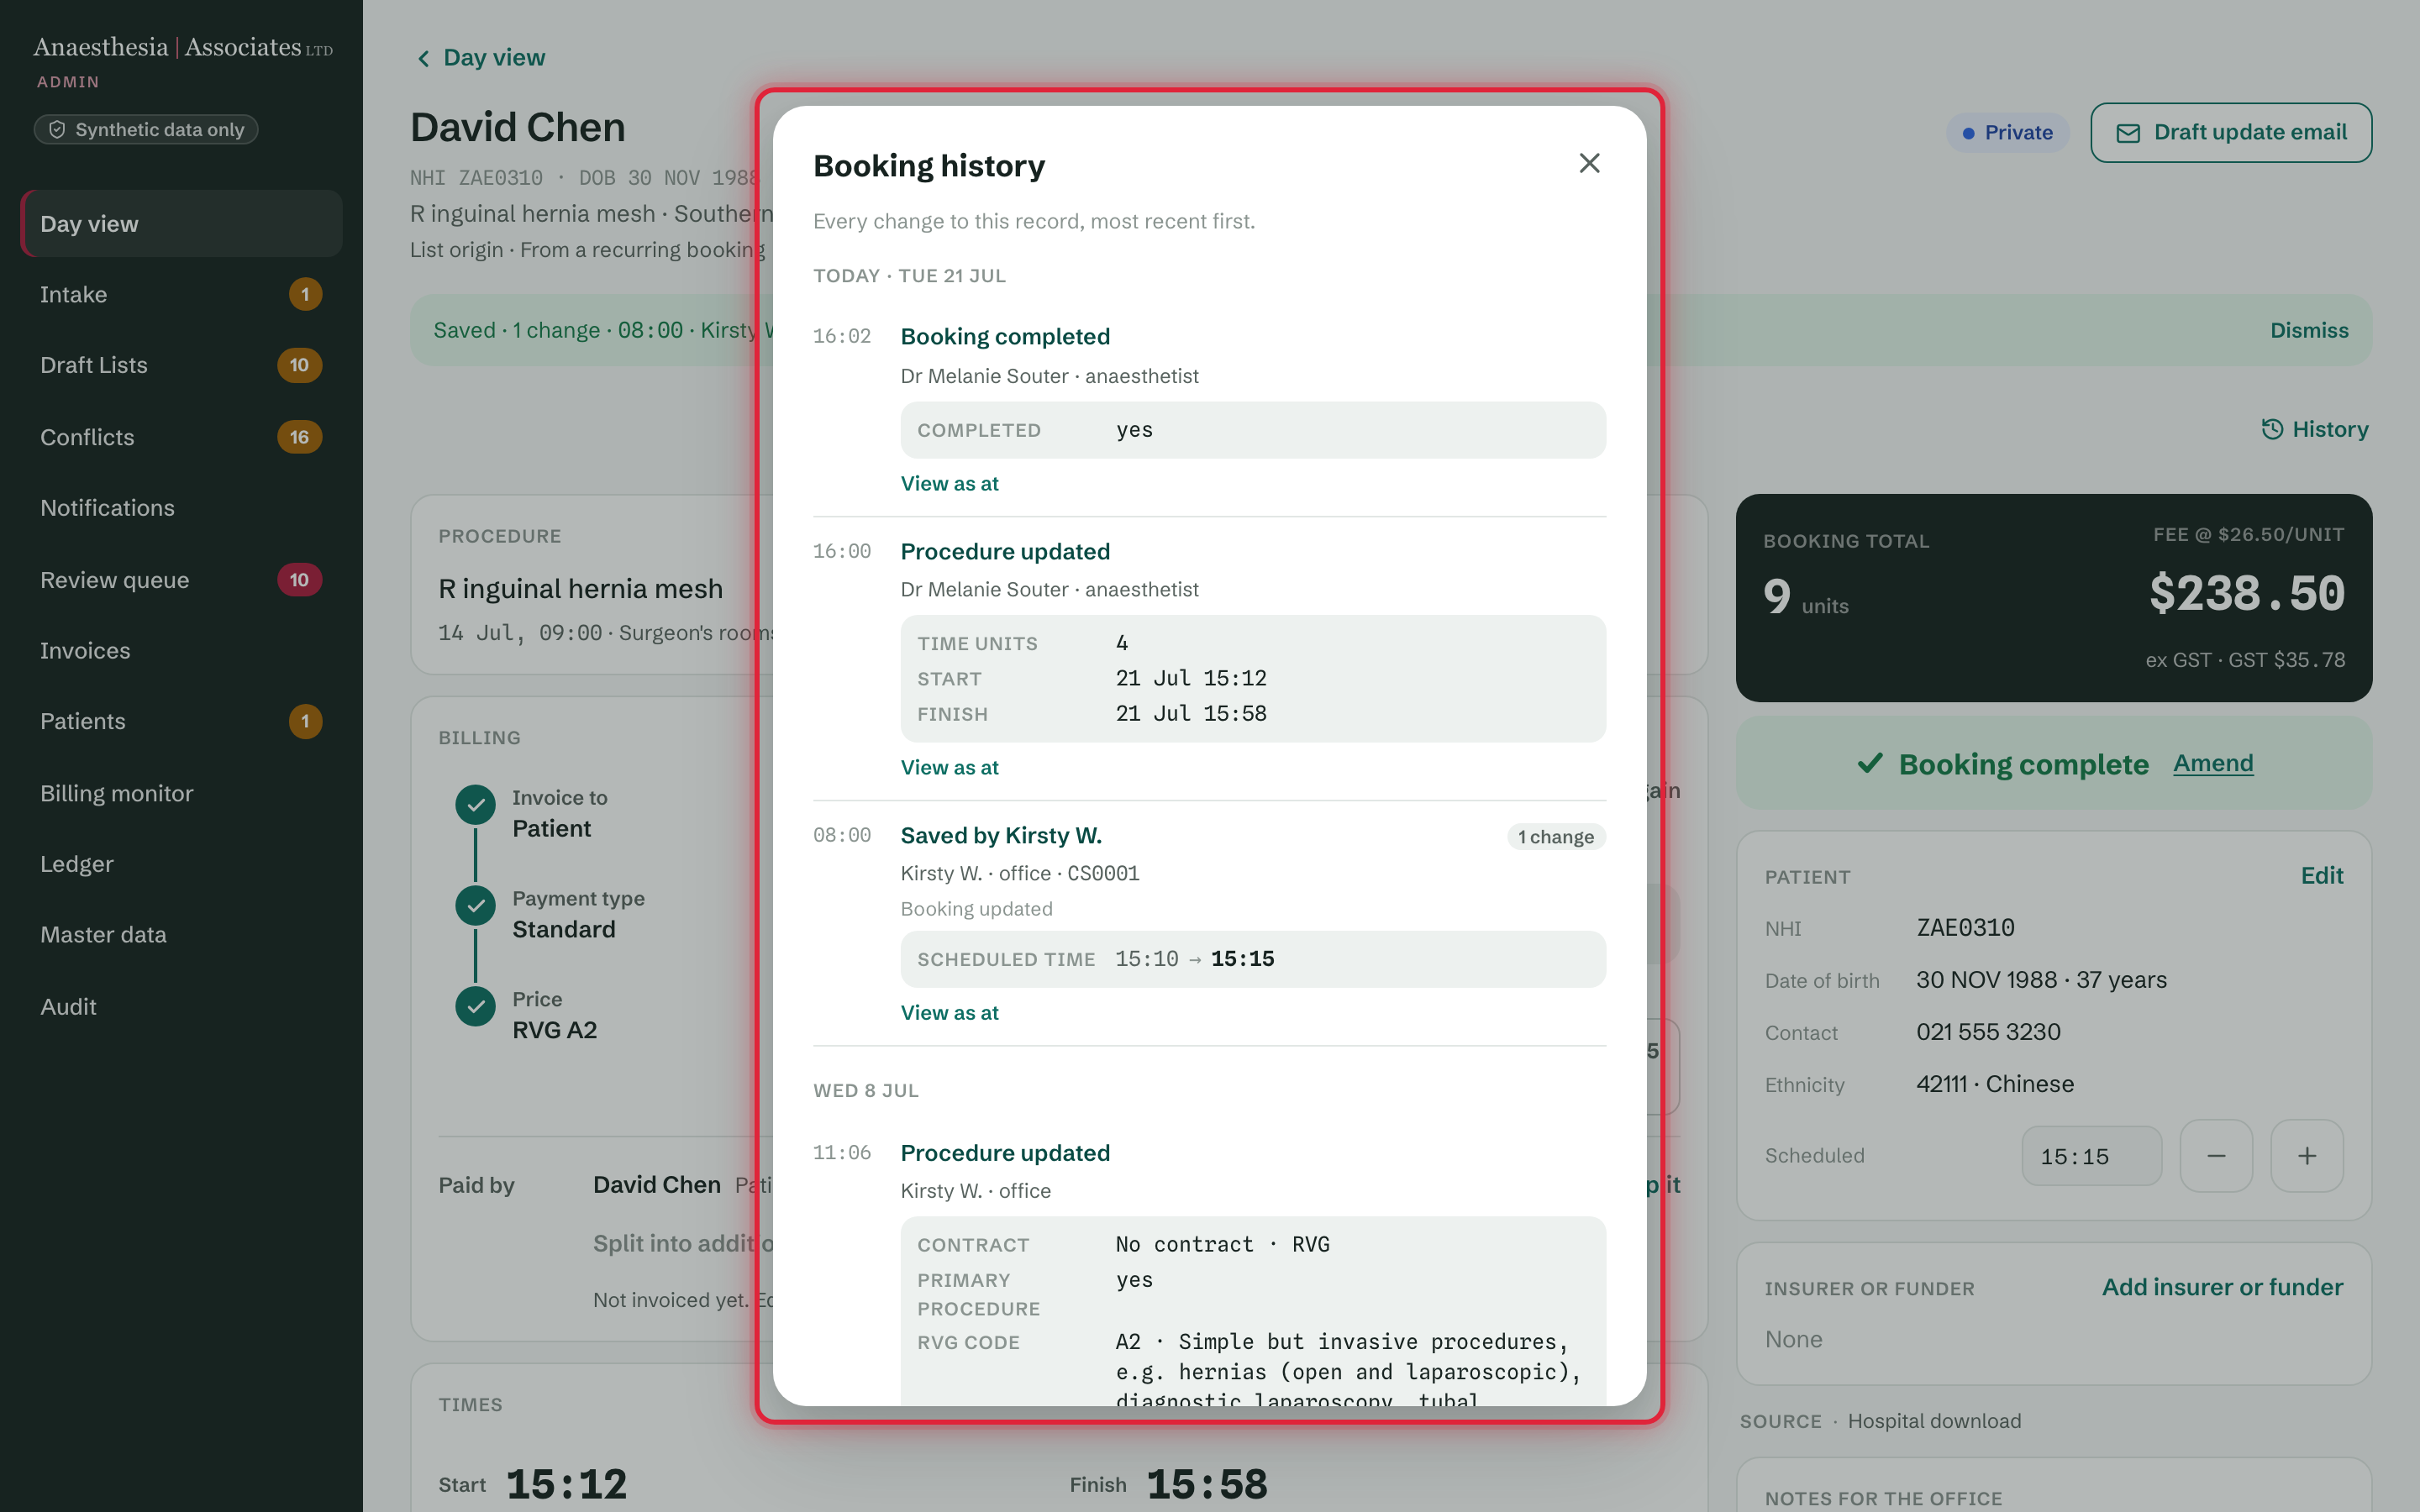 Anaesthesia | Associates LTD
ADMIN
Synthetic data only
Day view
Intake 1
Draft Lists 10
Conflicts 16
Notifications
Review queue 10
Invoices
Patients 1
Billing monitor
Ledger
Master data
Audit
Day view
David Chen
NHI ZAE0310 · DOB 30 NOV 1988
R inguinal hernia mesh · Southern
List origin · From a recurring booking
Private
Draft update email
Saved · 1 change · 08:00 · Kirsty W
Dismiss
History
PROCEDURE
R inguinal hernia mesh
14 Jul, 09:00 · Surgeon's rooms
BILLING
Invoice to
Patient
Payment type
Standard
Price
RVG A2
Paid by David Chen
Not invoiced yet.
TIMES
Start 15:12
Finish 15:58
Booking history
Every change to this record, most recent first.
TODAY · TUE 21 JUL
16:02 Booking completed
Dr Melanie Souter · anaesthetist
COMPLETED yes
View as at
16:00 Procedure updated
Dr Melanie Souter · anaesthetist
TIME UNITS 4
START 21 Jul 15:12
FINISH 21 Jul 15:58
View as at
08:00 Saved by Kirsty W. 1 change
Kirsty W. · office · CS0001
Booking updated
SCHEDULED TIME 15:10 → 15:15
View as at
WED 8 JUL
11:06 Procedure updated
Kirsty W. · office
CONTRACT No contract · RVG
PRIMARY PROCEDURE yes
RVG CODE A2 · Simple but invasive procedures,
e.g. hernias (open and laparoscopic),
diagnostic laparoscopy, tubal
BOOKING TOTAL
9 units
FEE @ $26.50/UNIT
$238.50
ex GST · GST $35.78
Booking complete Amend
PATIENT Edit
NHI ZAE0310
Date of birth 30 NOV 1988 · 37 years
Contact 021 555 3230
Ethnicity 42111 · Chinese
Scheduled 15:15 − +
INSURER OR FUNDER Add insurer or funder
None
SOURCE · Hospital download
NOTES FOR THE OFFICE